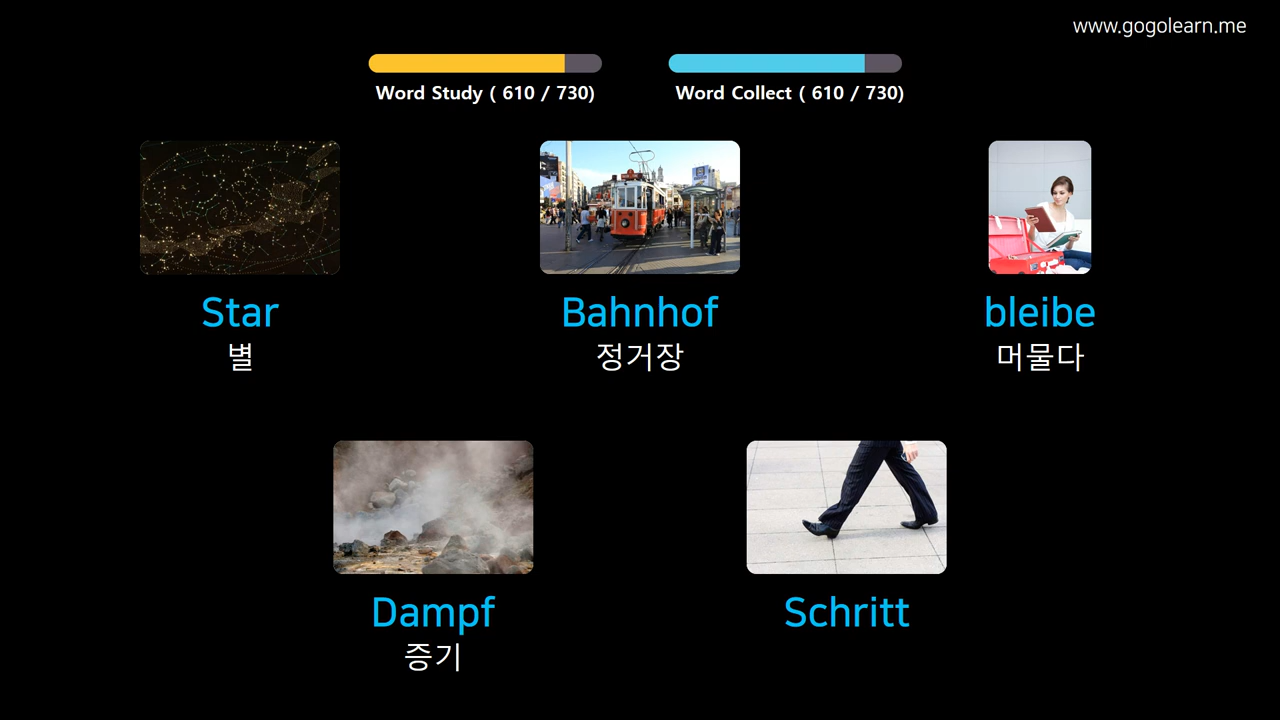 www.gogolearn.me
Word Study ( 610 / 730)
Word Collect ( 610 / 730)
Star
별
Bahnhof
정거장
bleibe
머물다
Dampf
증기
Schritt